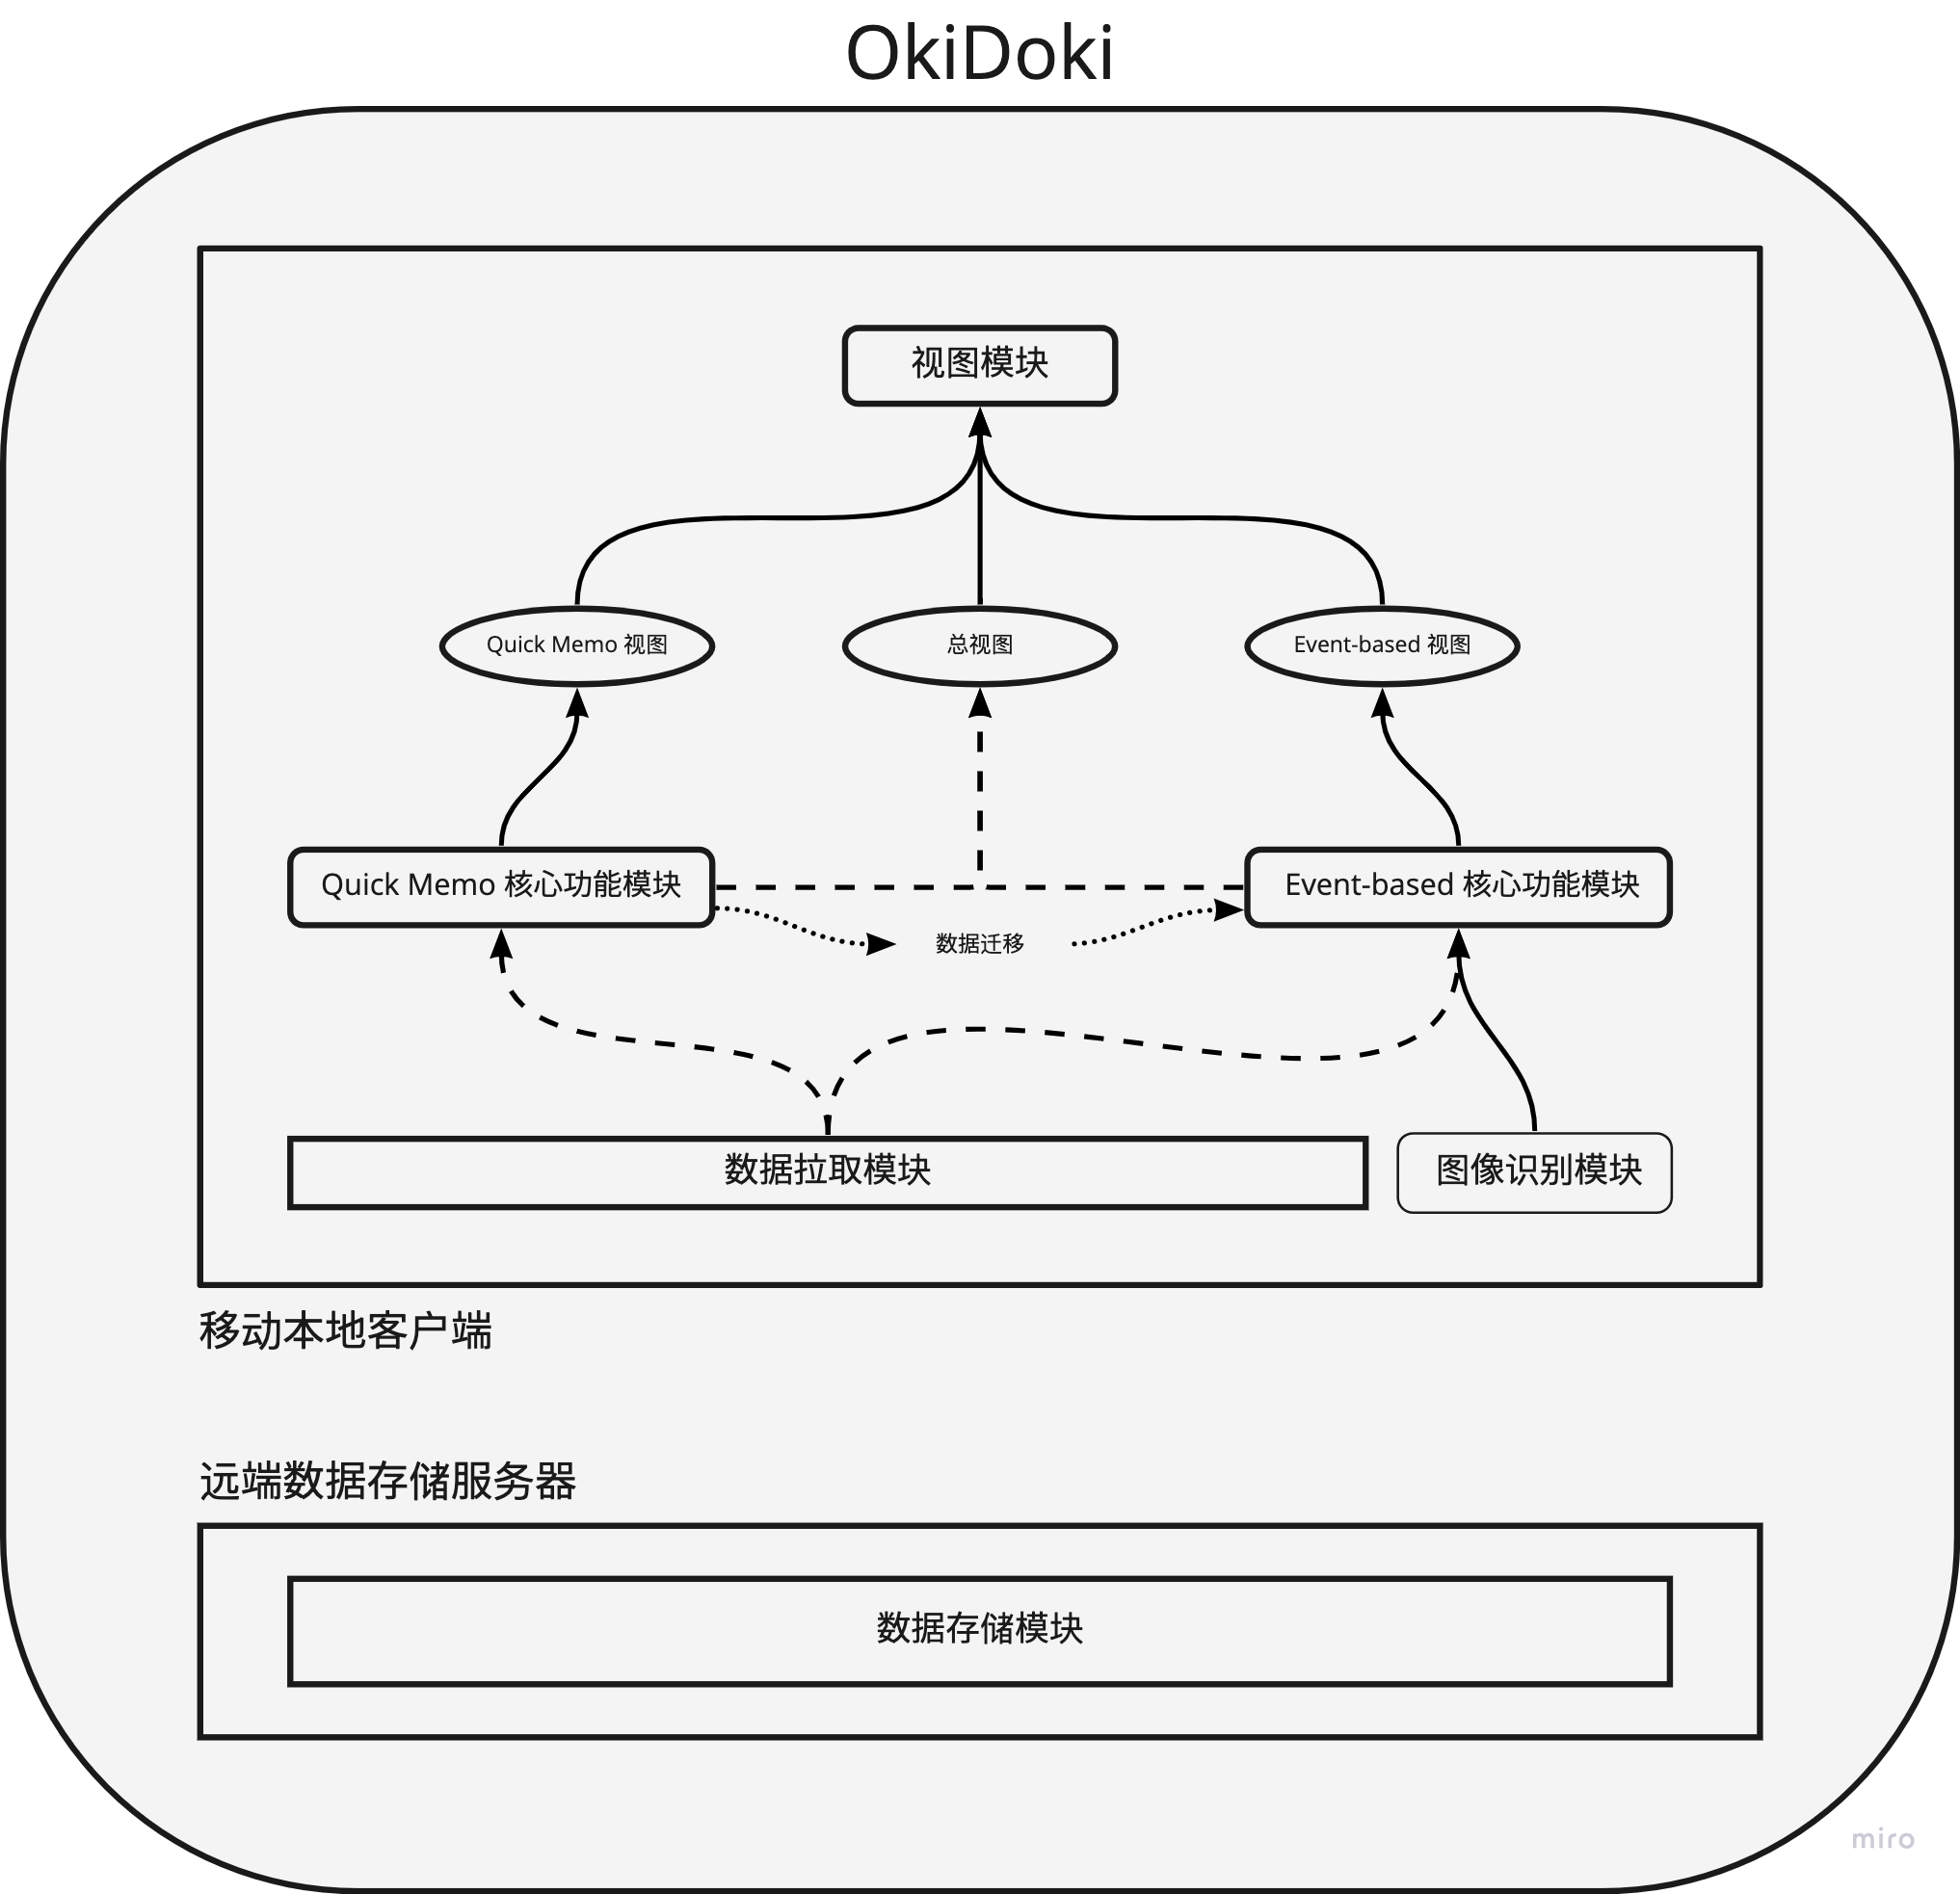 OkiDoki
视图模块
Quick Memo 视图
总视图
Event-based 视图
Quick Memo 核心功能模块
Event-based 核心功能模块
数据迁移
数据拉取模块
图像识别模块
移动本地客户端
远端数据存储服务器
数据存储模块
miro